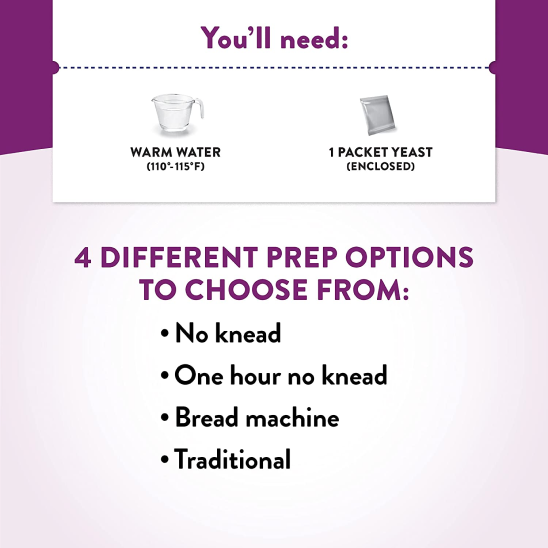 You'll need:
WARM WATER
(110°-115°F)
1 PACKET YEAST
(ENCLOSED)
4 DIFFERENT PREP OPTIONS
TO CHOOSE FROM:
• No knead
• One hour no knead
• Bread machine
• Traditional